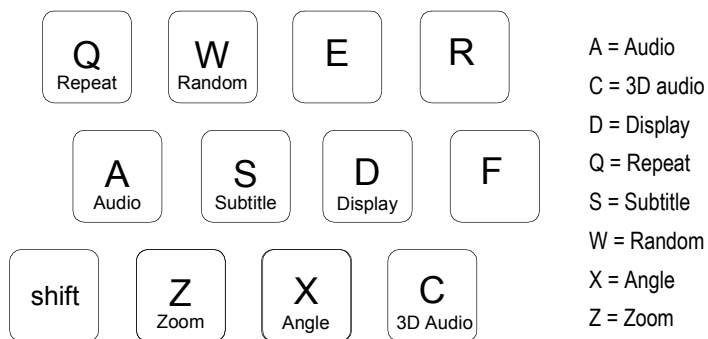 Q
Repeat
W
Random
E
R
A
Audio
S
Subtitle
D
Display
F
shift
Z
Zoom
X
Angle
C
3D Audio
A = Audio
C = 3D audio
D = Display
Q = Repeat
S = Subtitle
W = Random
X = Angle
Z = Zoom